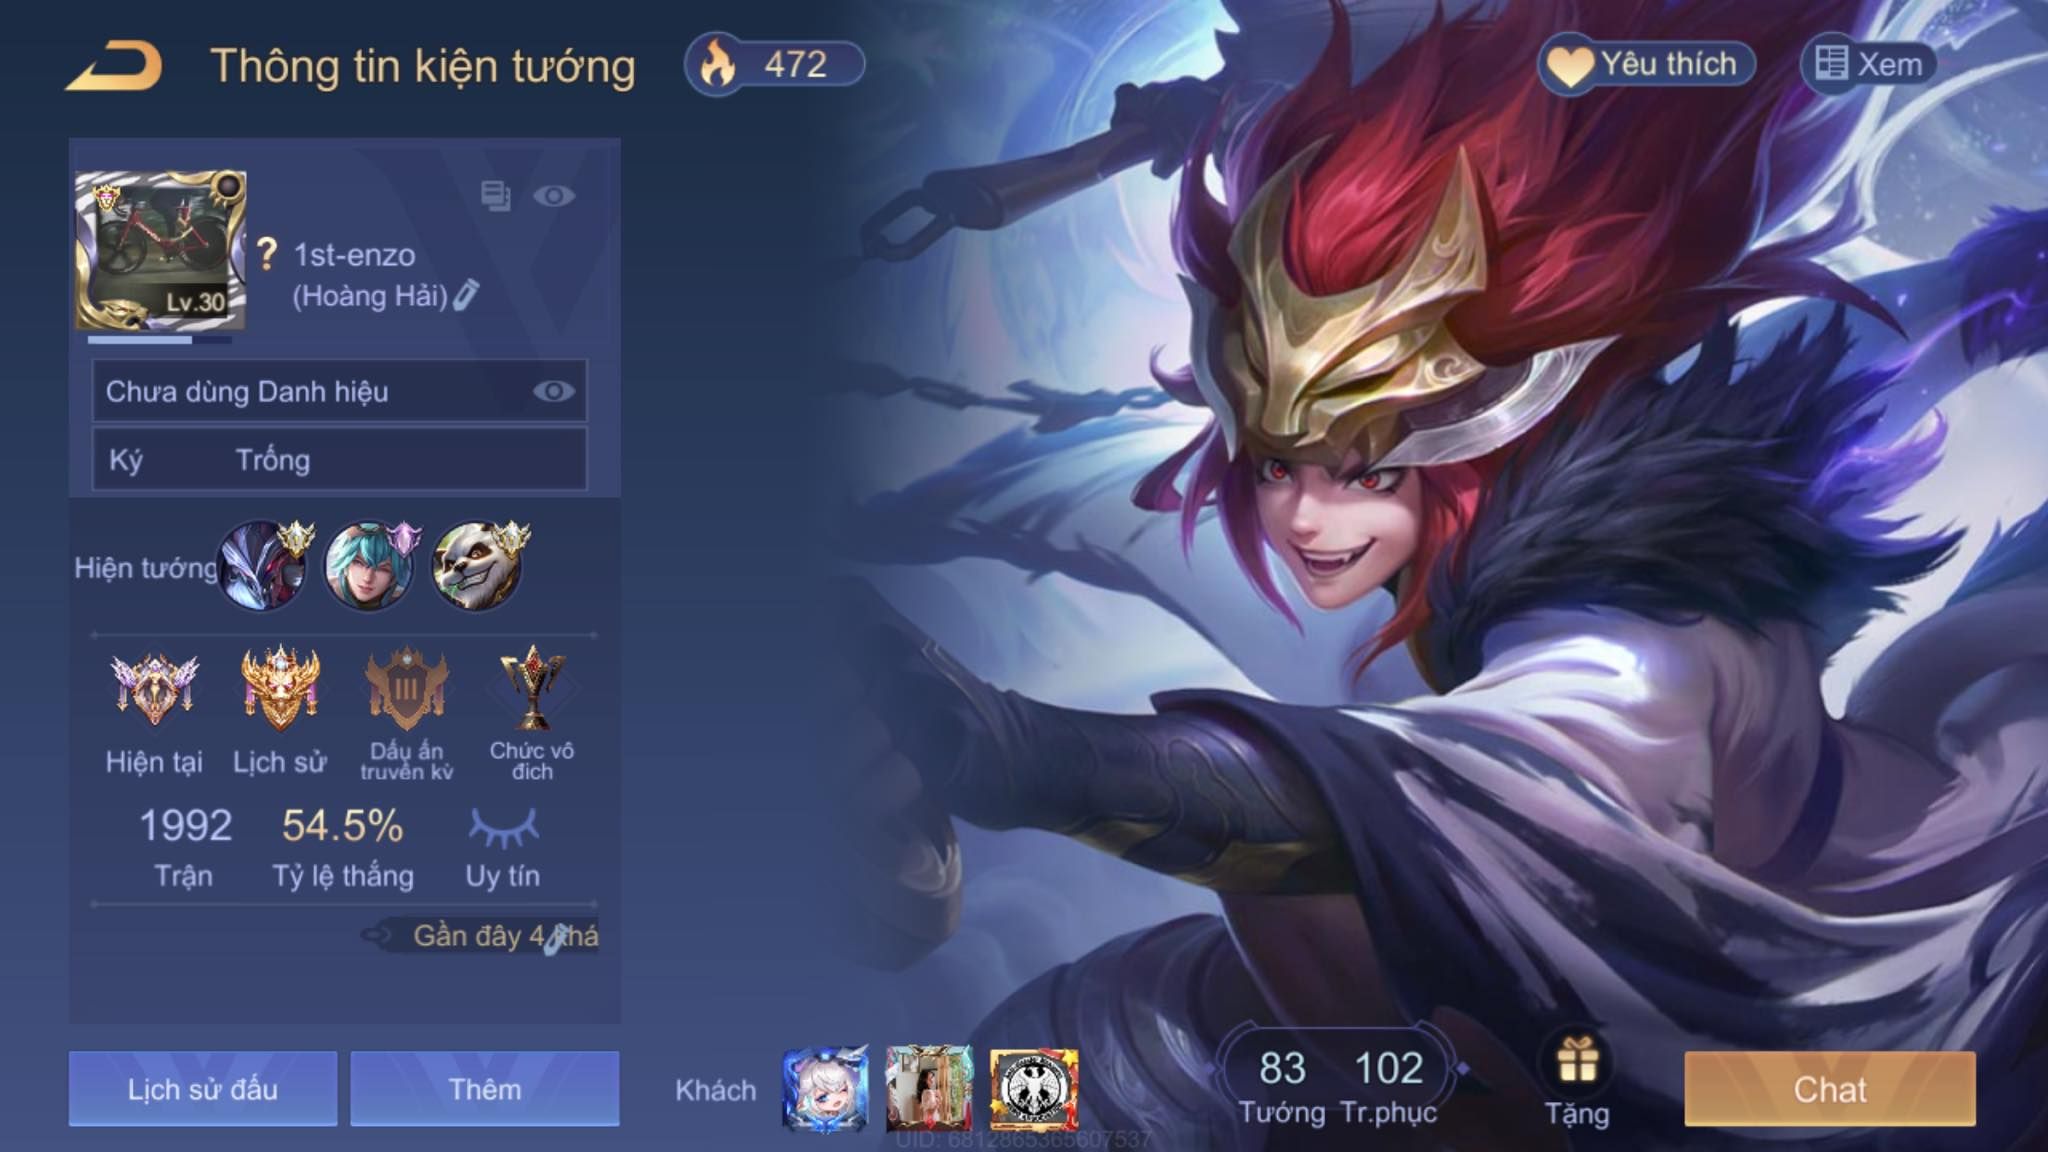 Thông tin kiện tướng
472
Yêu thích
Xem
Lv.30
? 1st-enzo
(Hoàng Hải)
Chưa dùng Danh hiệu
Ký Trống
Hiện tướng
III
Hiện tại Lịch sử Dấu ấn truyền kỳ Chức vô đich
1992 54.5%
Trận Tỷ lệ thắng Uy tín
Gần đây 4 khá
Lịch sử đấu
Thêm
Khách
83 102
Tướng Tr.phục
Tặng
Chat
UID: 6812865365607537